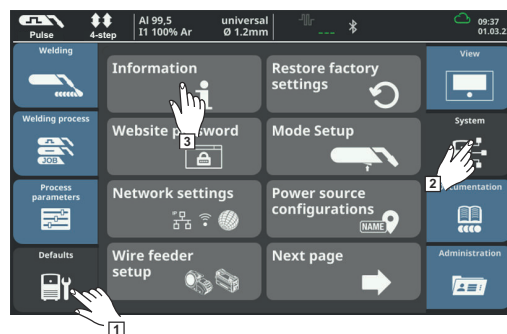 Pulse
4-step
Al 99,5 universal
I1 100% Ar Ø 1.2mm
09:37
01.03.2
Welding
Welding process
JOB
Process
parameters
Defaults
1
Information
3
Restore factory
settings
Website p word
Mode Setup
Network settings
Power source
configurations
NAME
Wire feeder
setup
Next page
View
System
2
cumentation
Administration